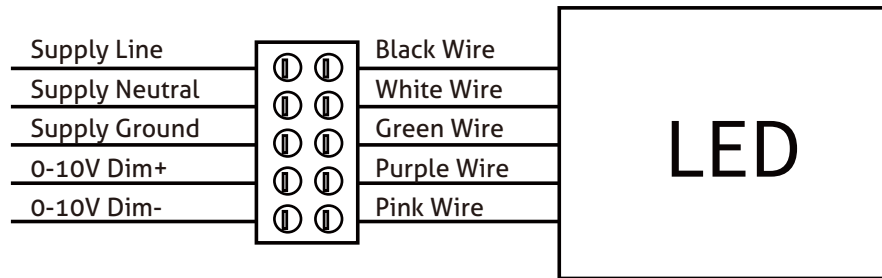 Supply Line
Black Wire
Supply Neutral
White Wire
Supply Ground
Green Wire
0-10V Dim+
Purple Wire
0-10V Dim-
Pink Wire
LED